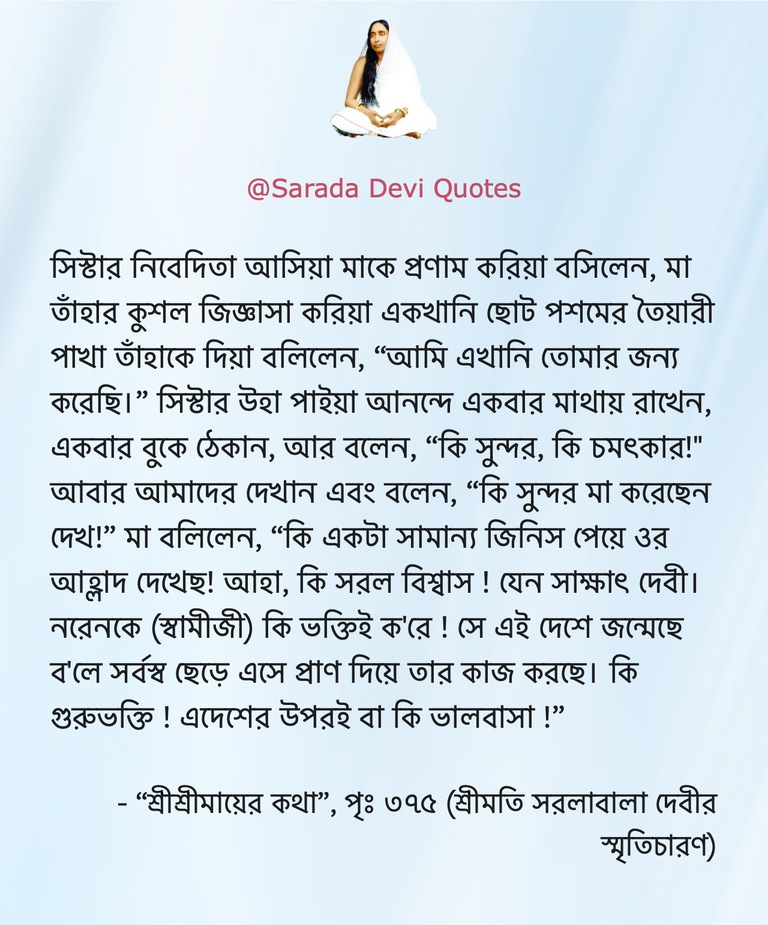 @Sarada Devi Quotes
সিস্টার নিবেদিতা আসিয়া মাকে প্রণাম করিয়া বসিলেন, মা
তাঁহার কুশল জিজ্ঞাসা করিয়া একখানি ছোট পশমের তৈয়ারী
পাখা তাঁহাকে দিয়া বলিলেন, “আমি এখানি তোমার জন্য
করেছি।” সিস্টার উহা পাইয়া আনন্দে একবার মাথায় রাখেন,
একবার বুকে ঠেকান, আর বলেন, “কি সুন্দর, কি চমৎকার!"
আবার আমাদের দেখান এবং বলেন, “কি সুন্দর মা করেছেন
দেখ!” মা বলিলেন, “কি একটা সামান্য জিনিস পেয়ে ওর
আহ্লাদ দেখেছ! আহা, কি সরল বিশ্বাস ! যেন সাক্ষাৎ দেবী।
নরেনকে (স্বামীজী) কি ভক্তিই ক'রে ! সে এই দেশে জন্মেছে
ব'লে সর্বস্ব ছেড়ে এসে প্রাণ দিয়ে তার কাজ করছে। কি
গুরুভক্তি ! এদেশের উপরই বা কি ভালবাসা !”
- “শ্রীশ্রীমায়ের কথা”, পৃঃ ৩৭৫ (শ্রীমতি সরলাবালা দেবীর
স্মৃতিচারণ)